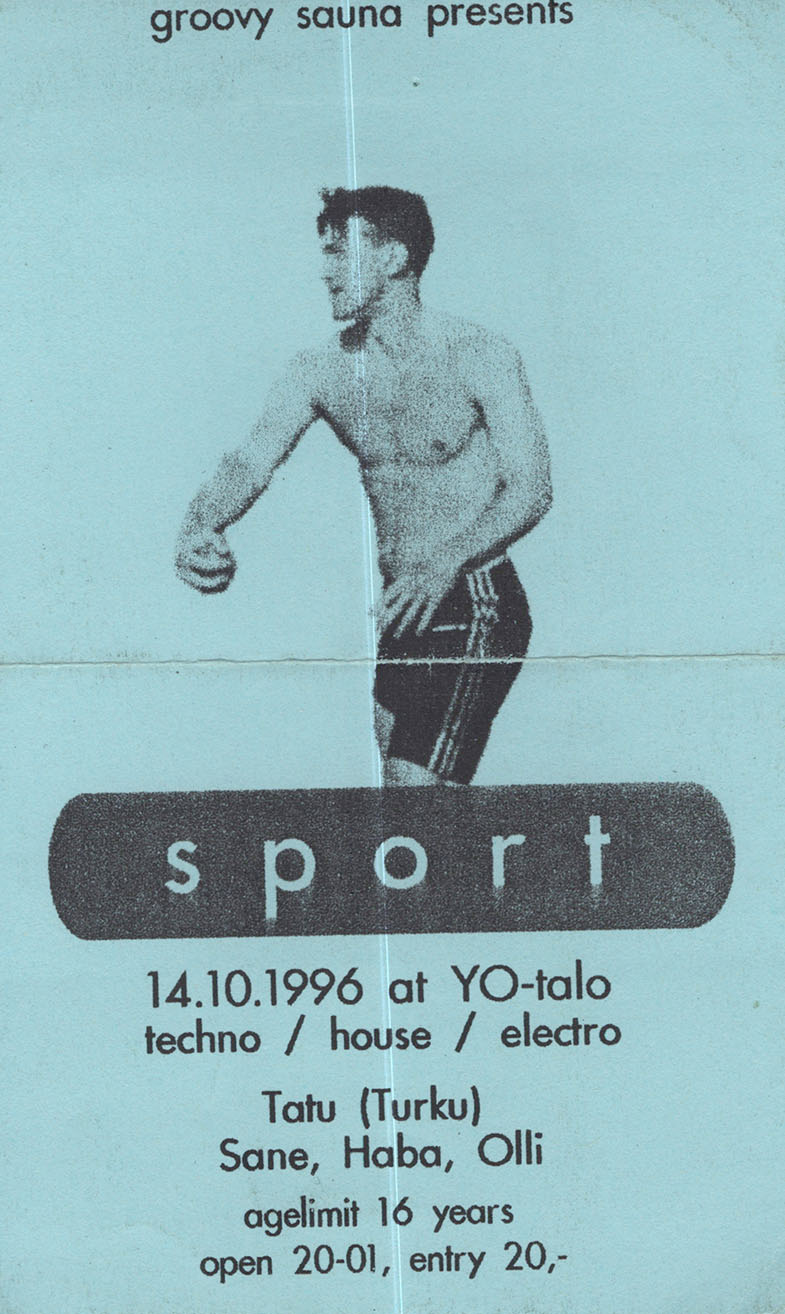 groovy sauna presents
sport
14.10.1996 at YO-talo
techno / house / electro
Tatu (Turku)
Sane, Haba, Olli
agelimit 16 years
open 20-01, entry 20,-